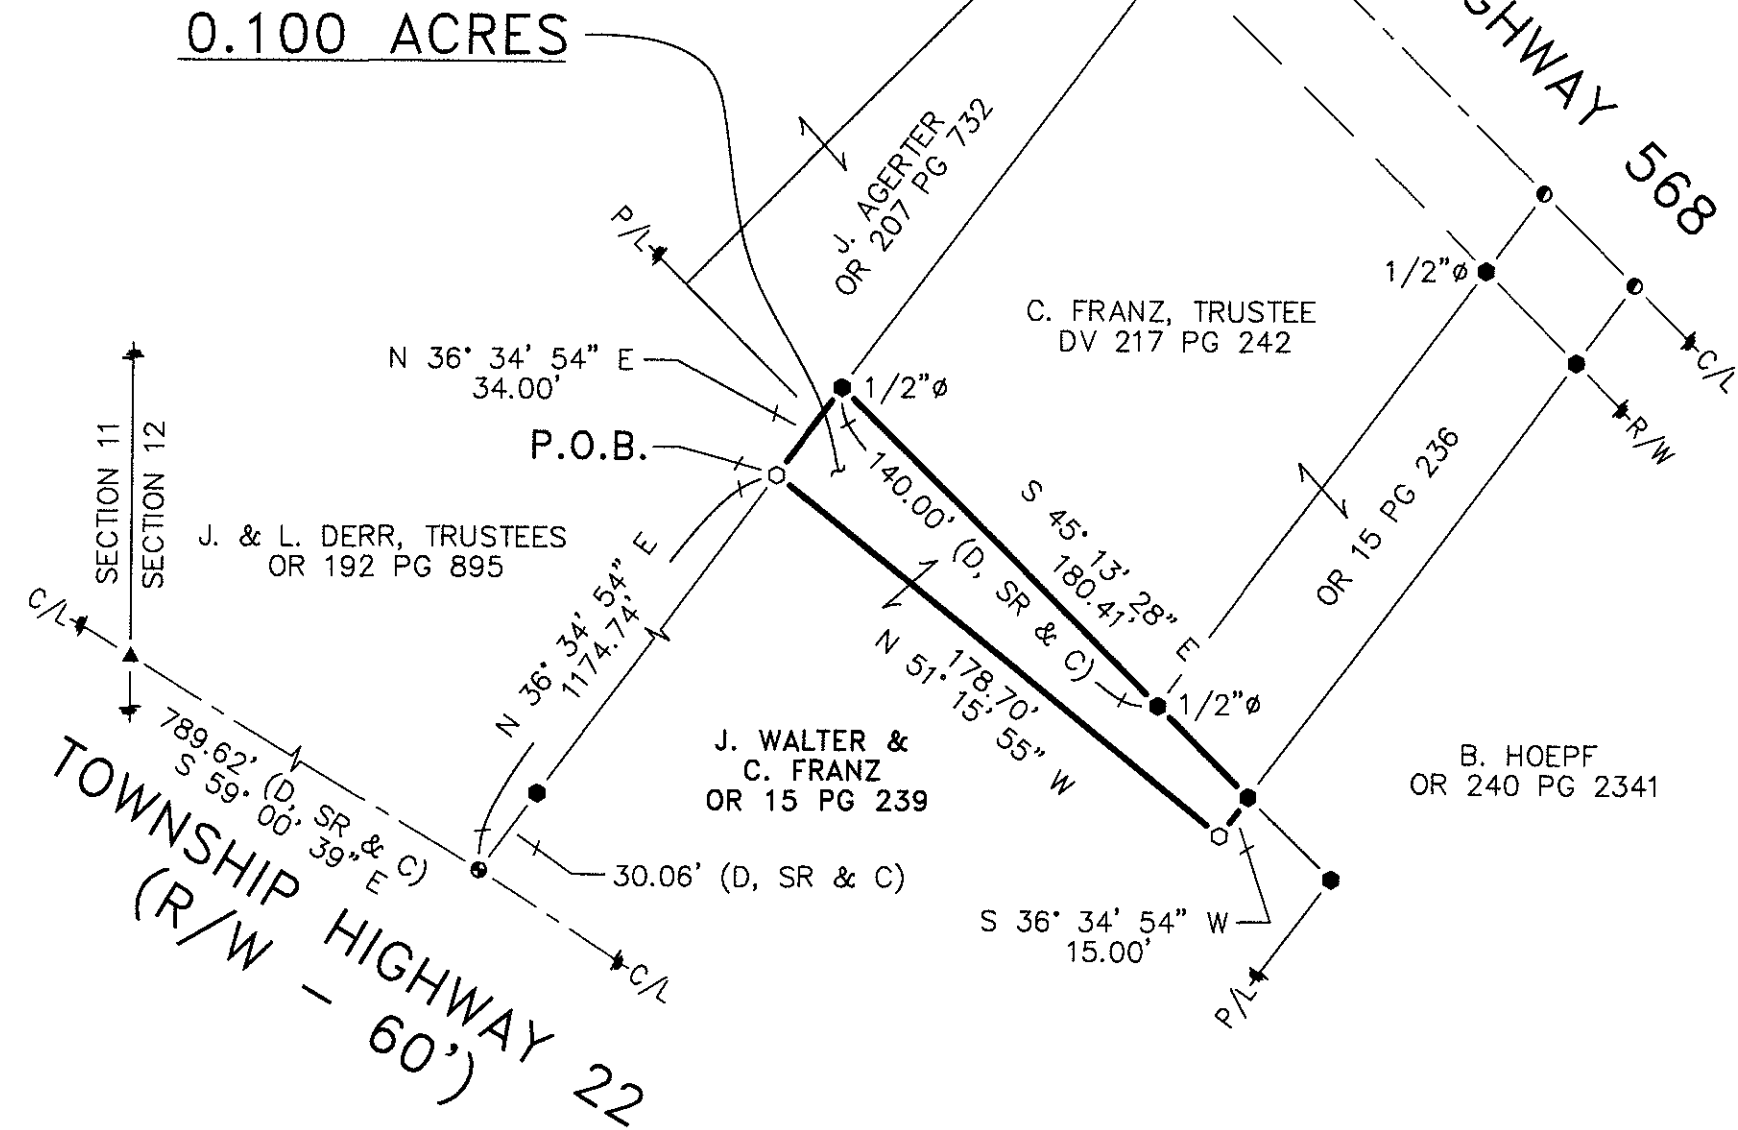 0.100 ACRES
GHWAY 568
J. AGERTER
OR 207 PG 732
P/L
1/2"ø
C. FRANZ, TRUSTEE
DV 217 PG 242
C/L
R/W
N 36° 34' 54" E
34.00'
1/2"ø
P.O.B.
SECTION 11
SECTION 12
J. & L. DERR, TRUSTEES
OR 192 PG 895
140.00' (D, SR & C)
S 45° 13' 28" E
180.41'
OR 15 PG 236
C/L
N 36° 34' 54" E
1174.74'
178.70'
N 51° 15' 55" W
1/2"ø
789.62' (D, SR & C)
S 59° 00' 39" E
J. WALTER &
C. FRANZ
OR 15 PG 239
B. HOEPF
OR 240 PG 2341
30.06' (D, SR & C)
S 36° 34' 54" W
15.00'
TOWNSHIP HIGHWAY 22
(R/W – 60')
C/L
P/L